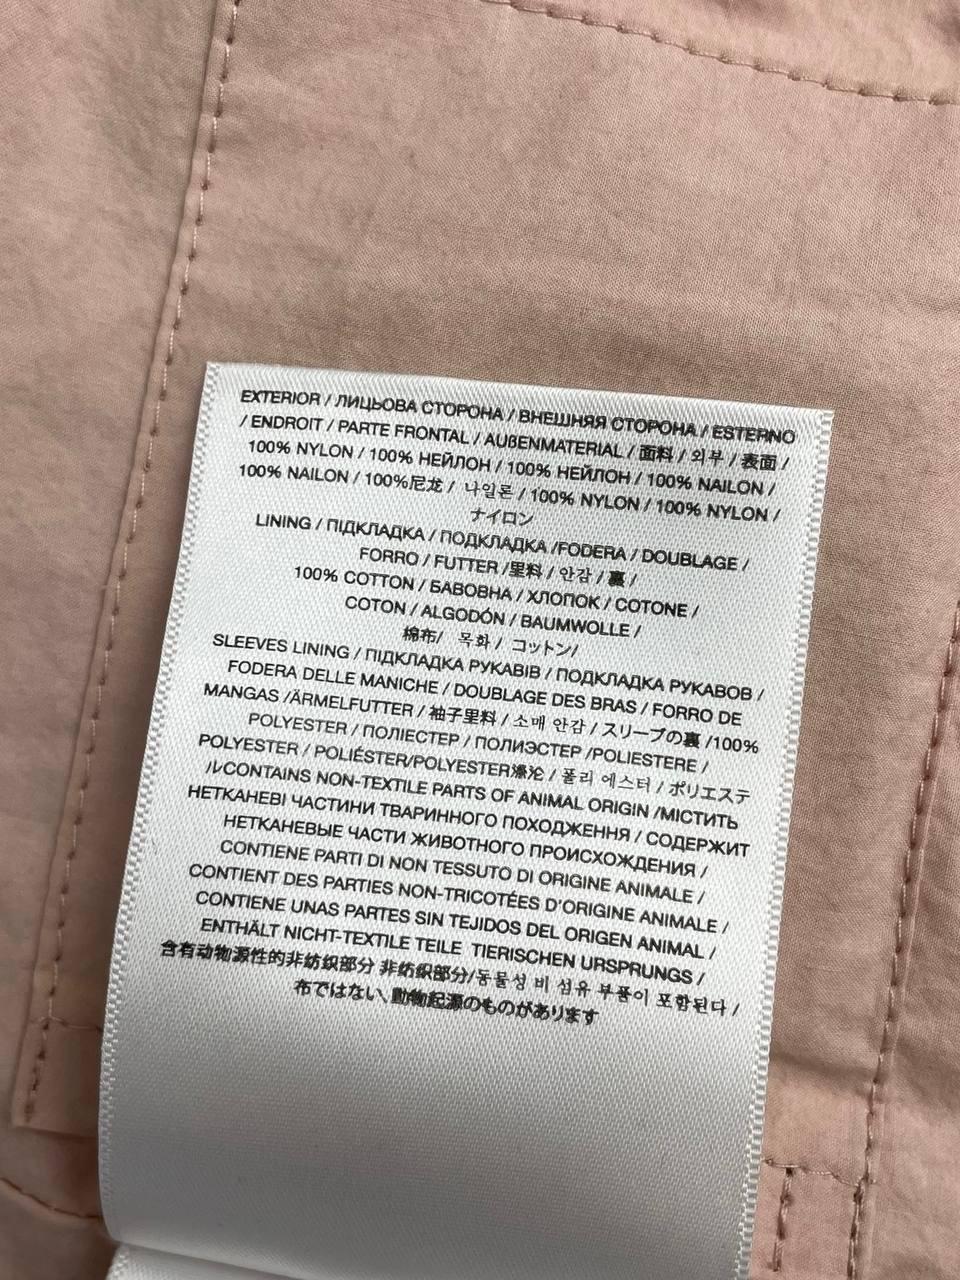 EXTERIOR / ЛИЦЬОВА СТОРОНА / ВНЕШНЯЯ СТОРОНА / ESTERNO
/ ENDROIT / PARTE FRONTAL / AUßENMATERIAL / 面料 / 외부 / 表面 /
100% NYLON / 100% НЕЙЛОН / 100% НЕЙЛОН / 100% NAILON /
100% NAILON / 100%尼龙 / 나일론 / 100% NYLON / 100% NYLON /
ナイロン
LINING / ПІДКЛАДКА / ПОДКЛАДКА /FODERA / DOUBLAGE /
FORRO / FUTTER /里料 / 안감 / 裏 /
100% COTTON / БАВОВНА / ХЛОПОК / COTONE /
COTON / ALGODÓN / BAUMWOLLE /
棉布/ 목화 / コットン/
SLEEVES LINING / ПІДКЛАДКА РУКАВІВ / ПОДКЛАДКА РУКАВОВ /
FODERA DELLE MANICHE / DOUBLAGE DES BRAS / FORRO DE
MANGAS /ÄRMELFUTTER / 袖子里料 / 소매 안감 / スリーブの裏 /100%
POLYESTER / ПОЛІЕСТЕР / ПОЛИЭСТЕР /POLIESTERE /
POLYESTER / POLIÉSTER/POLYESTER涤沦 / 폴리 에스터 / ポリエステ
ルCONTAINS NON-TEXTILE PARTS OF ANIMAL ORIGIN /МІСТИТЬ
НЕТКАНЕВІ ЧАСТИНИ ТВАРИННОГО ПОХОДЖЕННЯ / СОДЕРЖИТ
НЕТКАНЕВЫЕ ЧАСТИ ЖИВОТНОГО ПРОИСХОЖДЕНИЯ /
CONTIENE PARTI DI NON TESSUTO DI ORIGINE ANIMALE /
CONTIENT DES PARTIES NON-TRICOTÉES D'ORIGINE ANIMALE /
CONTIENE UNAS PARTES SIN TEJIDOS DEL ORIGEN ANIMAL /
ENTHÄLT NICHT-TEXTILE TEILE TIERISCHEN URSPRUNGS /
含有动物源性的非纺织部分 非纺织部分/동물성 비 섬유 부품이 포함된다 /
布ではない、動物起源のものがあります